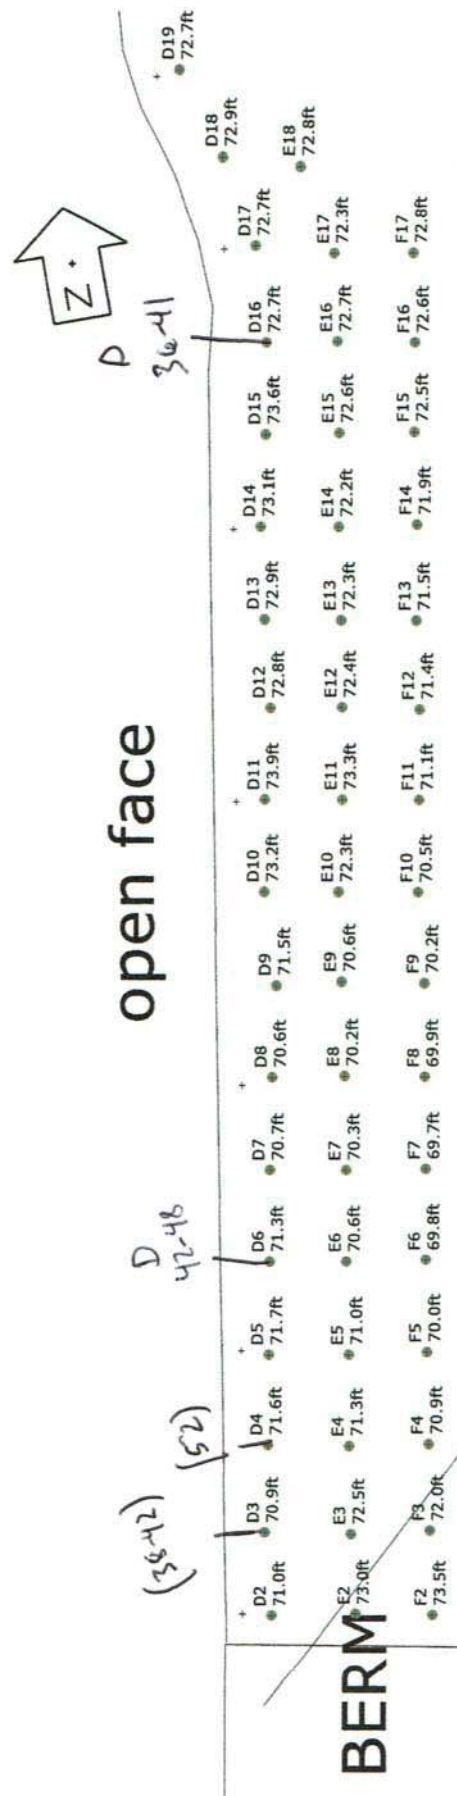 N
open face
BERM
(38-42)
(52)
D
42-48
D
36-41
D2
71.0ft
D3
70.9ft
D4
71.6ft
D5
71.7ft
D6
71.3ft
D7
70.7ft
D8
70.6ft
D9
71.5ft
D10
73.2ft
D11
73.9ft
D12
72.8ft
D13
72.9ft
D14
73.1ft
D15
73.6ft
D16
72.7ft
D17
72.7ft
D18
72.9ft
D19
72.7ft
E2
73.0ft
E3
72.5ft
E4
71.3ft
E5
71.0ft
E6
70.6ft
E7
70.3ft
E8
70.2ft
E9
70.6ft
E10
72.3ft
E11
73.3ft
E12
72.4ft
E13
72.3ft
E14
72.2ft
E15
72.6ft
E16
72.7ft
E17
72.3ft
E18
72.8ft
F2
73.5ft
F3
72.0ft
F4
70.9ft
F5
70.0ft
F6
69.8ft
F7
69.7ft
F8
69.9ft
F9
70.2ft
F10
70.5ft
F11
71.1ft
F12
71.4ft
F13
71.5ft
F14
71.9ft
F15
72.5ft
F16
72.6ft
F17
72.8ft